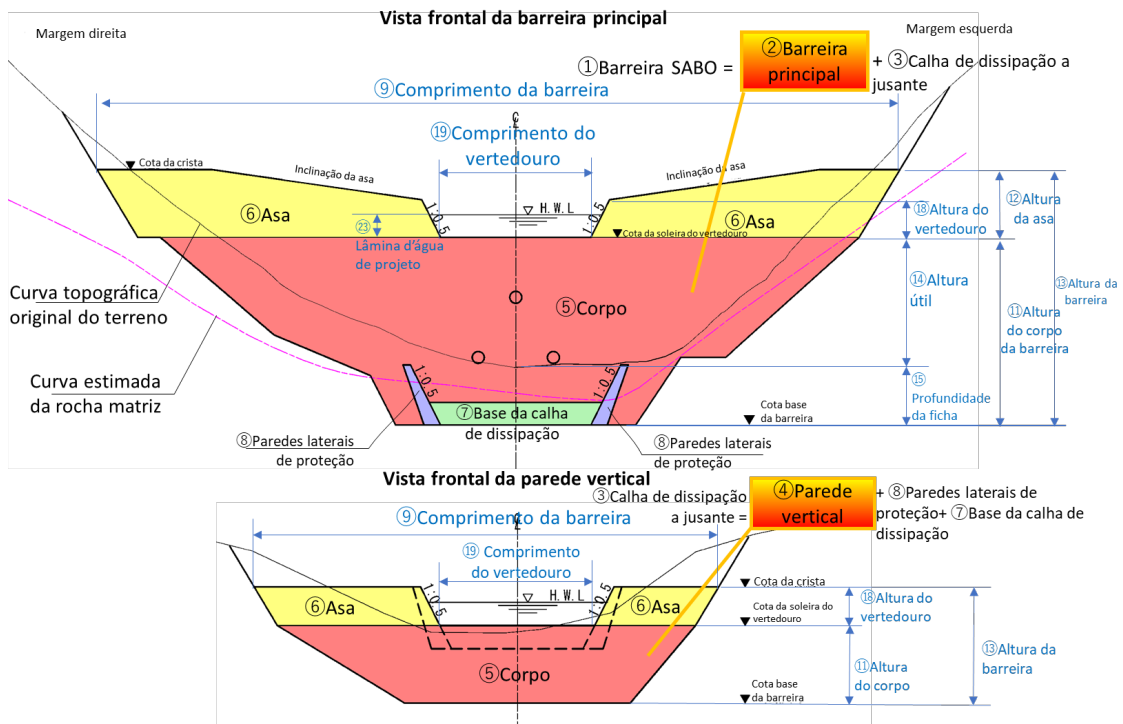 Vista frontal da barreira principal
Margem direita
Margem esquerda
①Barreira SABO =
②Barreira
principal
+ ③Calha de dissipação a
jusante
⑨Comprimento da barreira
℄
⑲Comprimento do
vertedouro
Cota da crista
Inclinação da asa
Inclinação da asa
⑥Asa
1:0.5
H.W.L
1:0.5
⑥Asa
㉓
Lâmina d'água
de projeto
Cota da soleira do vertedouro
⑱Altura do
vertedouro
⑫Altura
da asa
Curva topográfica
original do terreno
⑤Corpo
⑭Altura
útil
⑬Altura da
barreira
⑪Altura
do corpo
da barreira
Curva estimada
da rocha matriz
1:0.5
1:0.5
⑦Base da calha
de dissipação
⑮
Profundidade
da ficha
Cota base
da barreira
⑧Paredes laterais
de proteção
⑧Paredes laterais
de proteção
Vista frontal da parede vertical
③Calha de dissipação
a jusante =
④Parede
vertical
+ ⑧Paredes laterais de
proteção+ ⑦Base da calha de
dissipação
⑨Comprimento da barreira
℄
⑲ Comprimento
do vertedouro
Cota da crista
1:0.5
H.W.L
1:0.5
⑥Asa
⑥Asa
Cota da soleira do
vertedouro
⑱Altura do
vertedouro
⑬Altura da
barreira
⑤Corpo
⑪Altura
do corpo
Cota base
da barreira